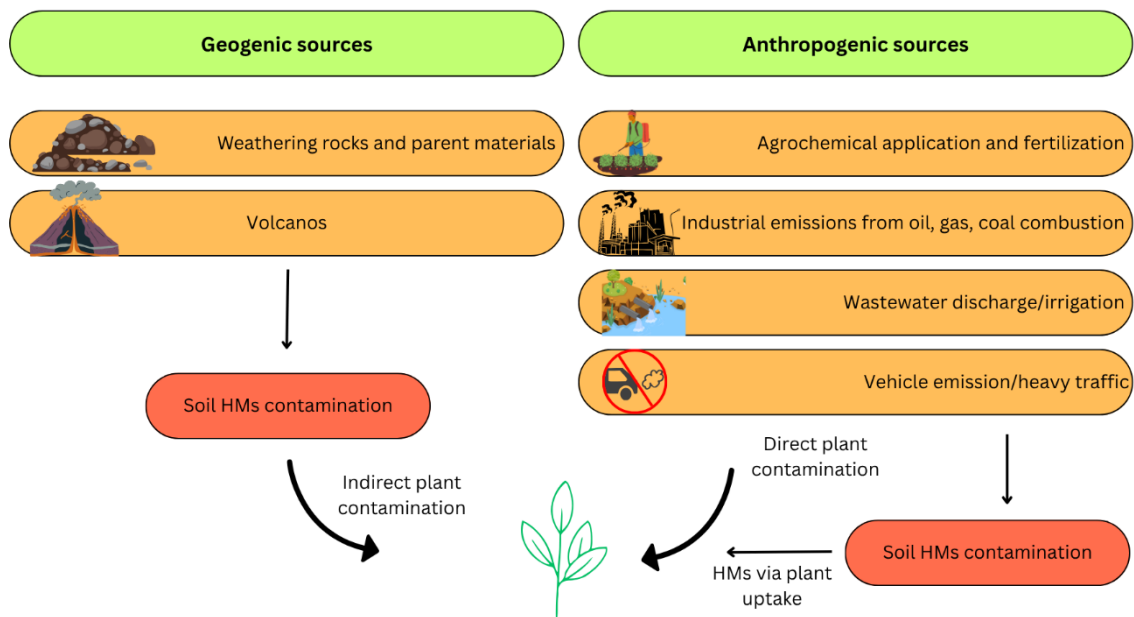 Geogenic sources
Anthropogenic sources
Weathering rocks and parent materials
Volcanos
Agrochemical application and fertilization
Industrial emissions from oil, gas, coal combustion
Wastewater discharge/irrigation
Vehicle emission/heavy traffic
Soil HMs contamination
Indirect plant
contamination
Direct plant
contamination
Soil HMs contamination
HMs via plant
uptake